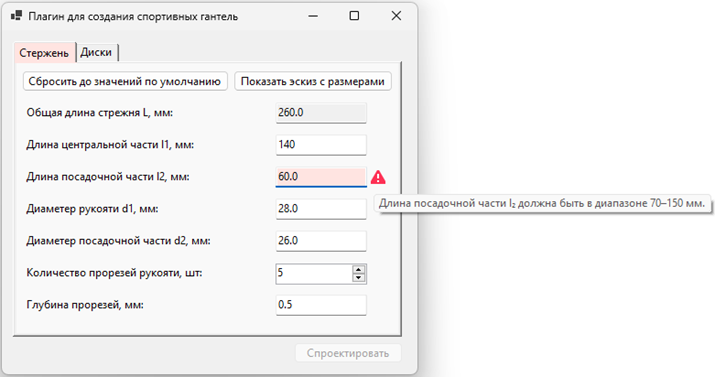 Плагин для создания спортивных гантель
Стержень Диски
Сбросить до значений по умолчанию Показать эскиз с размерами
Общая длина стрежня L, мм: 260.0
Длина центральной части l1, мм: 140
Длина посадочной части l2, мм: 60.0
Длина посадочной части l₂ должна быть в диапазоне 70–150 мм.
Диаметр рукояти d1, мм: 28.0
Диаметр посадочной части d2, мм: 26.0
Количество прорезей рукояти, шт: 5
Глубина прорезей, мм: 0.5
Спроектировать